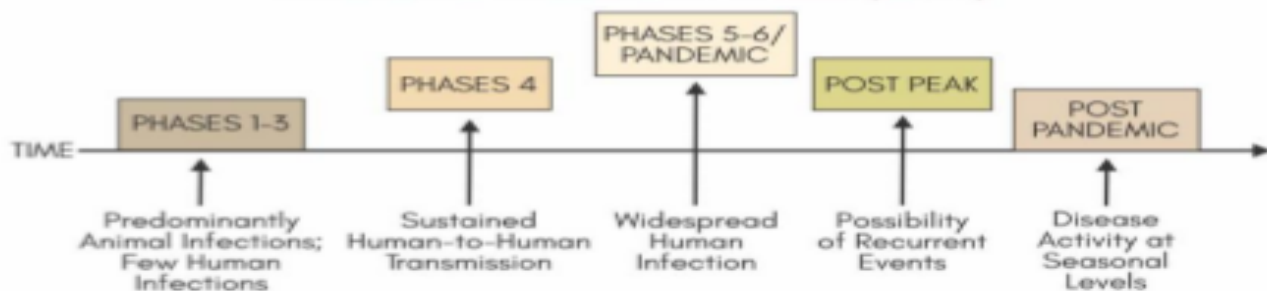 PHASES 5-6/
PANDEMIC
PHASES 4
POST PEAK
PHASES 1-3
POST
PANDEMIC
TIME
Predominantly
Animal Infections;
Few Human
Infections
Sustained
Human-to-Human
Transmission
Widespread
Human
Infection
Possibility
of Recurrent
Events
Disease
Activity at
Seasonal
Levels